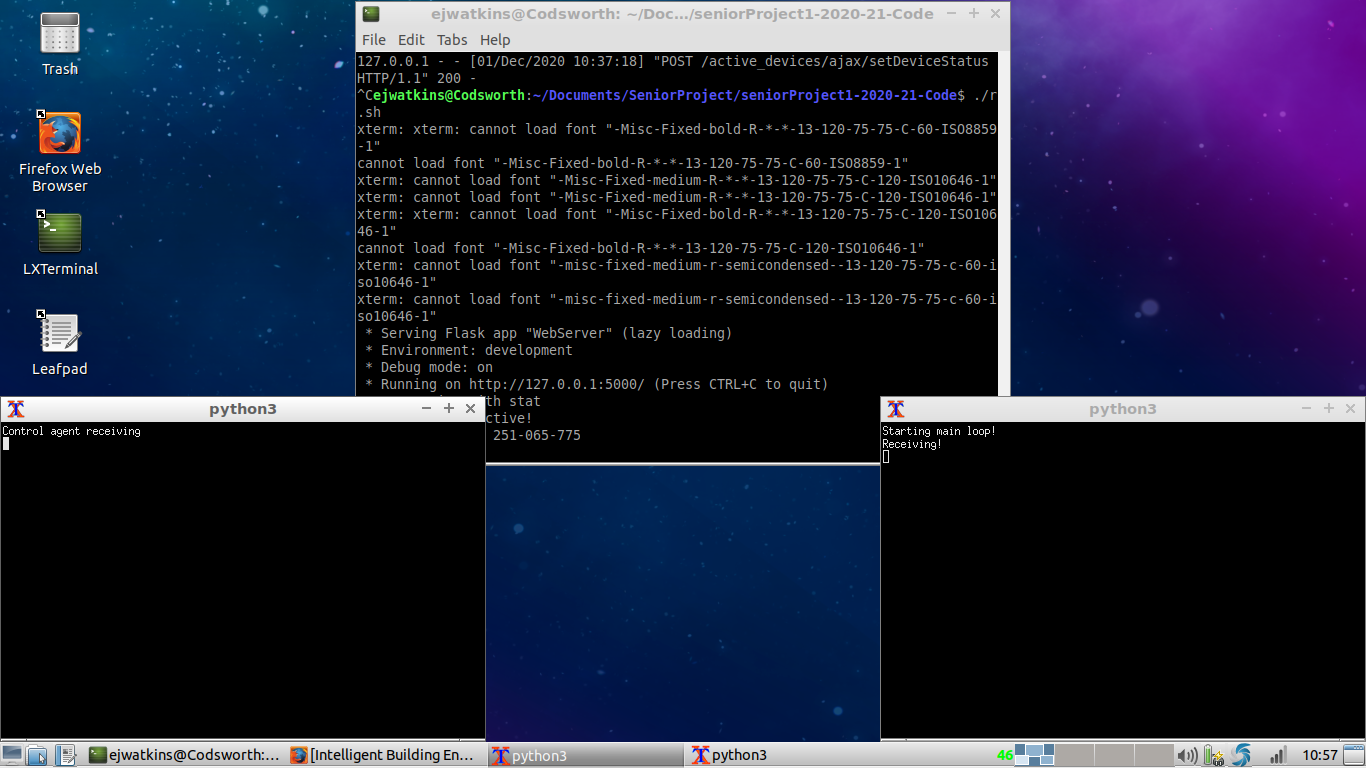 Trash
Firefox Web
Browser
LXTerminal
Leafpad
ejwatkins@Codsworth: ~/Doc.../seniorProject1-2020-21-Code
File Edit Tabs Help
127.0.0.1 - - [01/Dec/2020 10:37:18] "POST /active_devices/ajax/setDeviceStatus
HTTP/1.1" 200 -
^Cejwatkins@Codsworth:~/Documents/SeniorProject/seniorProject1-2020-21-Code$ ./r
.sh
xterm: xterm: cannot load font "-Misc-Fixed-bold-R-*-*-13-120-75-75-C-60-ISO8859
-1"
cannot load font "-Misc-Fixed-bold-R-*-*-13-120-75-75-C-60-ISO8859-1"
xterm: cannot load font "-Misc-Fixed-medium-R-*-*-13-120-75-75-C-120-ISO10646-1"
xterm: cannot load font "-Misc-Fixed-medium-R-*-*-13-120-75-75-C-120-ISO10646-1"
xterm: xterm: cannot load font "-Misc-Fixed-bold-R-*-*-13-120-75-75-C-120-ISO106
46-1"
cannot load font "-Misc-Fixed-bold-R-*-*-13-120-75-75-C-120-ISO10646-1"
xterm: cannot load font "-misc-fixed-medium-r-semicondensed--13-120-75-75-c-60-i
so10646-1"
xterm: cannot load font "-misc-fixed-medium-r-semicondensed--13-120-75-75-c-60-i
so10646-1"
* Serving Flask app "WebServer" (lazy loading)
* Environment: development
* Debug mode: on
* Running on http://127.0.0.1:5000/ (Press CTRL+C to quit)
th stat
ctive!
251-065-775
python3
Control agent receiving
python3
Starting main loop!
Receiving!
ejwatkins@Codsworth:...
[Intelligent Building En...
python3
python3
46
10:57